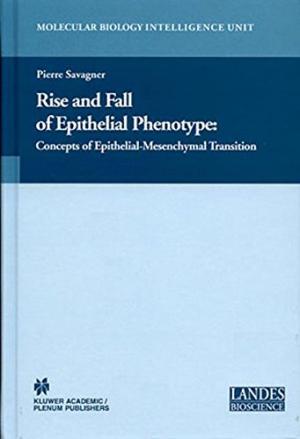 MOLECULAR BIOLOGY INTELLIGENCE UNIT
Pierre Savagner
Rise and Fall
of Epithelial Phenotype:
Concepts of Epithelial-Mesenchymal Transition
KLUWER ACADEMIC /
PLENUM PUBLISHERS
LANDES
BIOSCIENCE